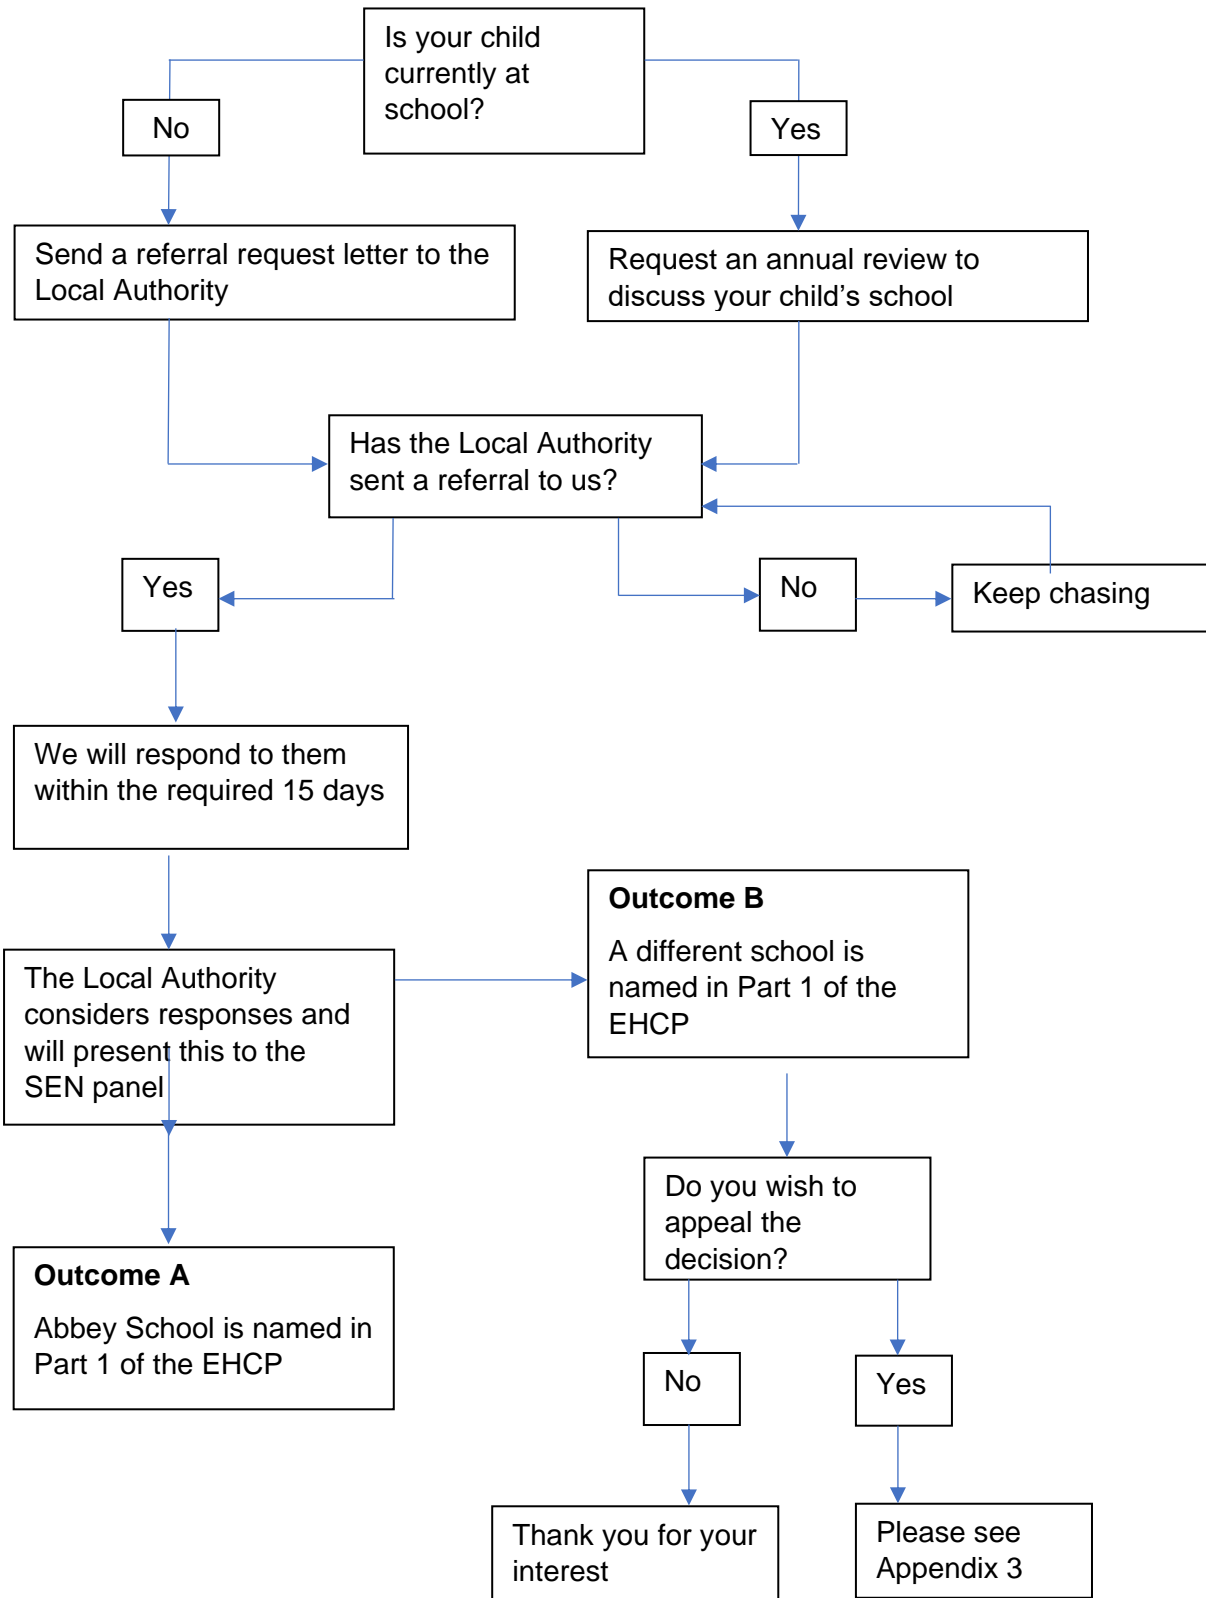 Is your child
currently at
school?
No
Yes
Send a referral request letter to the
Local Authority
Request an annual review to
discuss your child’s school
Has the Local Authority
sent a referral to us?
Yes
No
Keep chasing
We will respond to them
within the required 15 days
The Local Authority
considers responses and
will present this to the
SEN panel
Outcome B
A different school is
named in Part 1 of the
EHCP
Do you wish to
appeal the
decision?
Outcome A
Abbey School is named in
Part 1 of the EHCP
No
Yes
Thank you for your
interest
Please see
Appendix 3